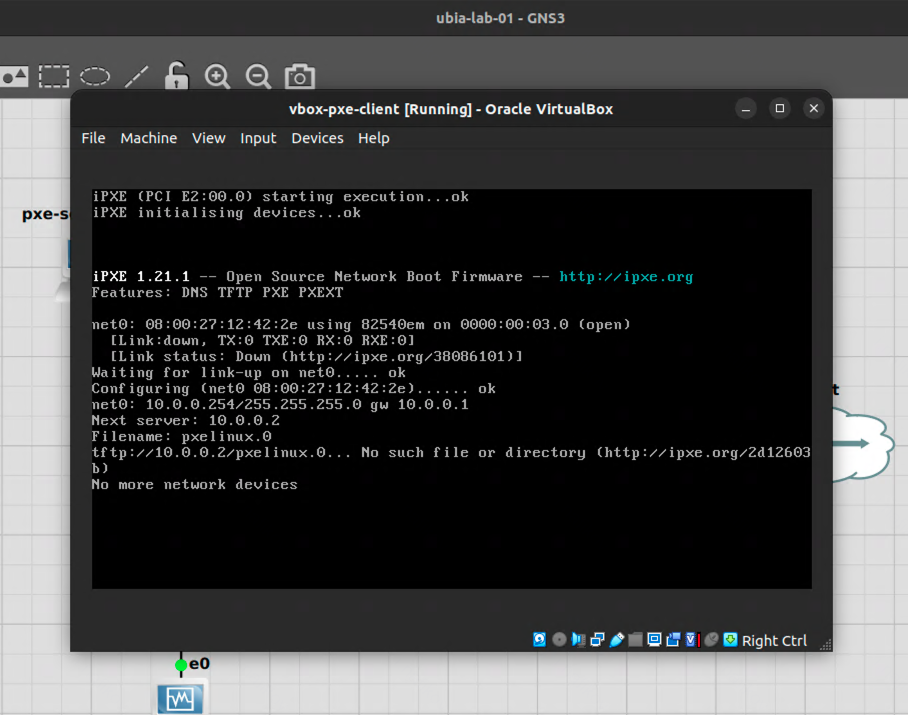 ubia-lab-01 - GNS3
vbox-pxe-client [Running] - Oracle VirtualBox
File Machine View Input Devices Help
pxe-s
iPXE (PCI E2:00.0) starting execution...ok
iPXE initialising devices...ok
iPXE 1.21.1 -- Open Source Network Boot Firmware -- http://ipxe.org
Features: DNS TFTP PXE PXEXT
net0: 08:00:27:12:42:2e using 82540em on 0000:00:03.0 (open)
[Link:down, TX:0 TXE:0 RX:0 RXE:0]
[Link status: Down (http://ipxe.org/38086101)]
Waiting for link-up on net0..... ok
Configuring (net0 08:00:27:12:42:2e)...... ok
net0: 10.0.0.254/255.255.255.0 gw 10.0.0.1
Next server: 10.0.0.2
Filename: pxelinux.0
tftp://10.0.0.2/pxelinux.0... No such file or directory (http://ipxe.org/2d12603
b)
No more network devices
t
Right Ctrl
e0